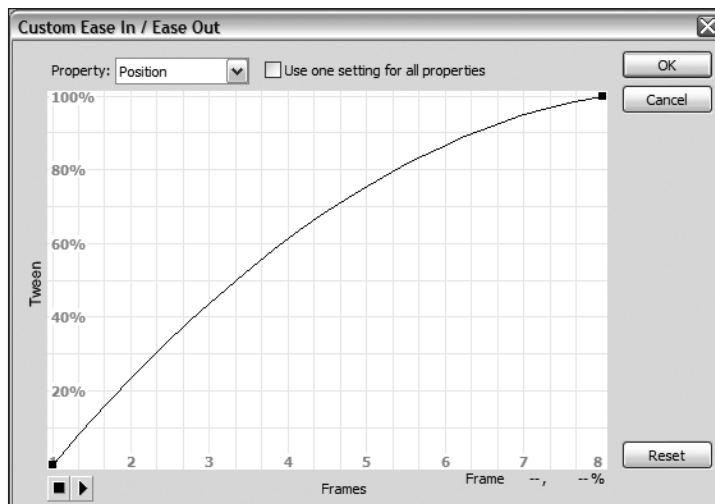 Custom Ease In / Ease Out
Property: Position
Use one setting for all properties
OK
Cancel
100%
80%
60%
40%
20%
Tween
1 2 3 4 5 6 7 8
Frame --, --%
Frames
Reset